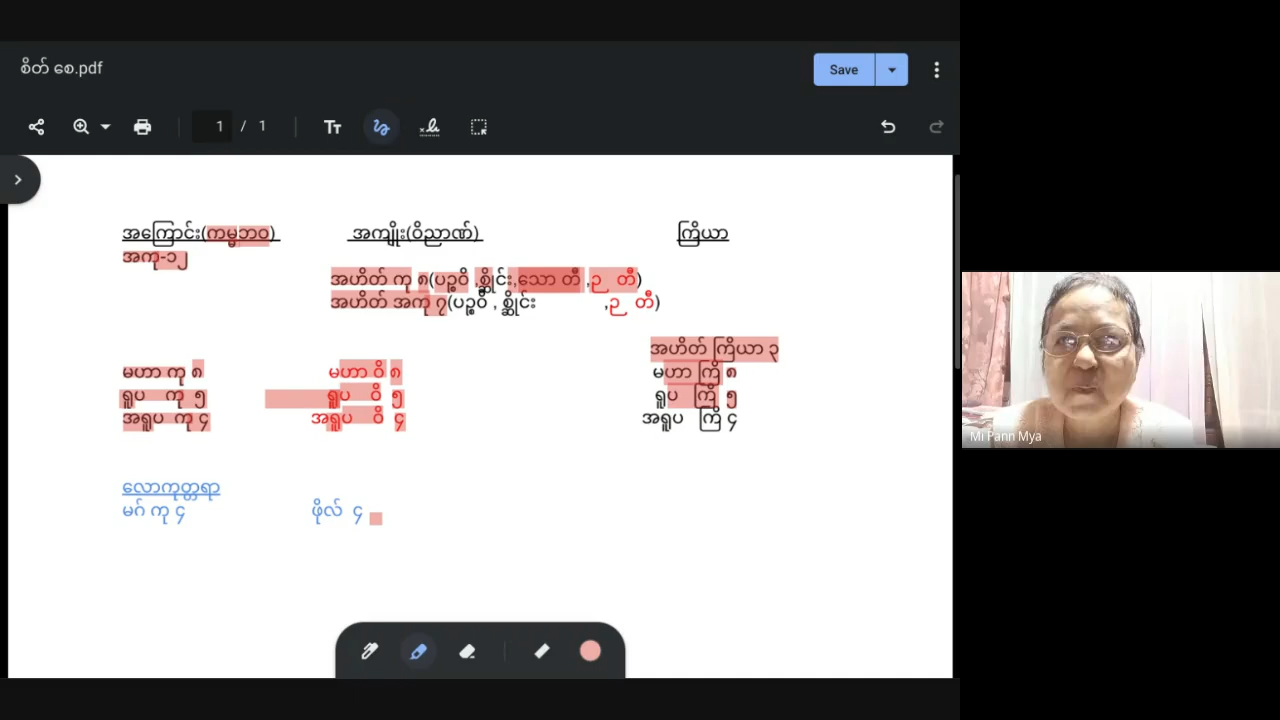 စိတ် စေ.pdf
Save
1 / 1
အကြောင်း(ကမ္မဘဝ) အကျိုး(ဝိညာဏ်) ကြိယာ
အကု-၁၂
အဟိတ် ကု ၈(ပဉ္စဝိ ,စ္ဆိုင်း,သော တီ ,ဉ တီ)
အဟိတ် အကု ၇(ပဉ္စဝိ , စ္ဆိုင်း ,ဉ တီ)
အဟိတ် ကြိယာ ၃
မဟာ ကု ၈ မဟာ ဝိ ၈ မဟာ ကြိ ၈
ရူပ ကု ၅ ရူပ ဝိ ၅ ရူပ ကြိ ၅
အရူပ ကု ၄ အရူပ ဝိ ၄ အရူပ ကြိ ၄
လောကုတ္တရာ
မဂ် ကု ၄ ဖိုလ် ၄
Mi Pann Mya